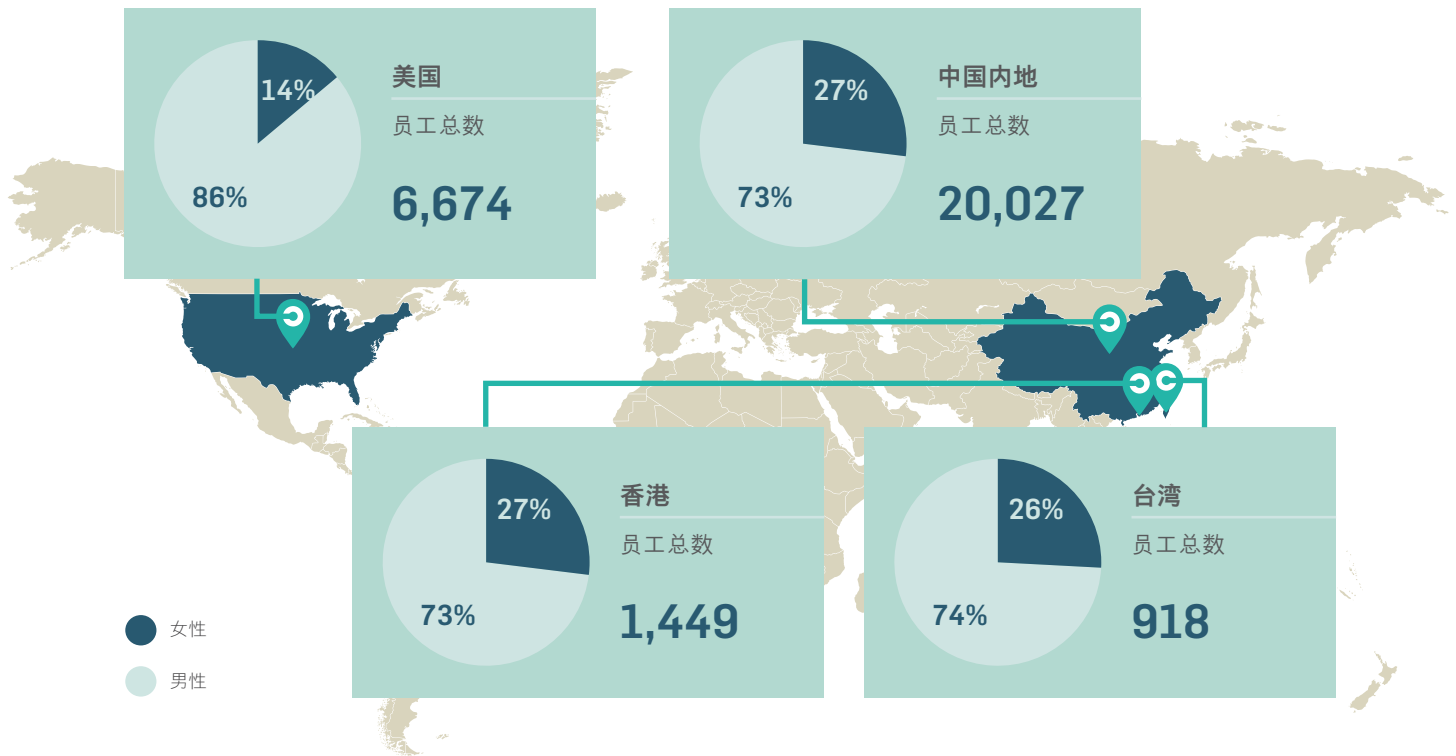 14%
86%
美国
员工总数
6,674
27%
73%
中国内地
员工总数
20,027
27%
73%
香港
员工总数
1,449
26%
74%
台湾
员工总数
918
女性
男性